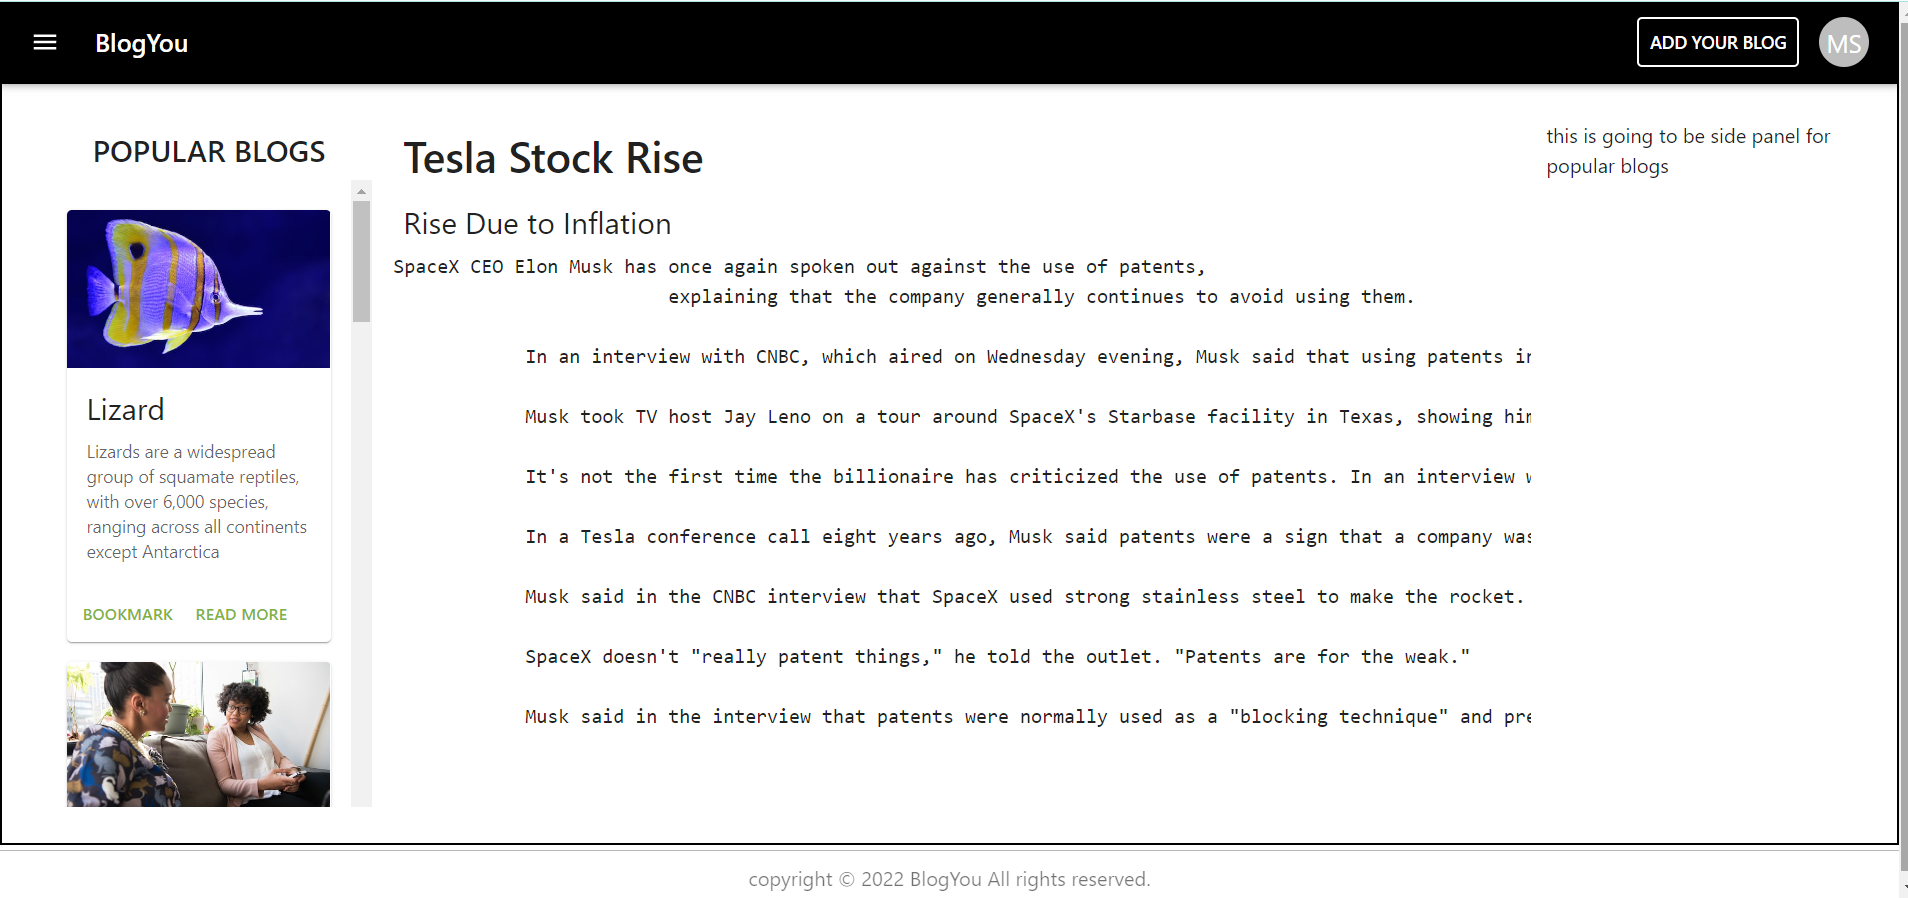 BlogYou
ADD YOUR BLOG
MS
POPULAR BLOGS
Lizard
Lizards are a widespread
group of squamate reptiles,
with over 6,000 species,
ranging across all continents
except Antarctica
BOOKMARK READ MORE
Tesla Stock Rise
Rise Due to Inflation
SpaceX CEO Elon Musk has once again spoken out against the use of patents,
explaining that the company generally continues to avoid using them.
In an interview with CNBC, which aired on Wednesday evening, Musk said that using patents
Musk took TV host Jay Leno on a tour around SpaceX's Starbase facility in Texas, showing
It's not the first time the billionaire has criticized the use of patents. In an interview
In a Tesla conference call eight years ago, Musk said patents were a sign that a company was
Musk said in the CNBC interview that SpaceX used strong stainless steel to make the rocket.
SpaceX doesn't "really patent things," he told the outlet. "Patents are for the weak."
Musk said in the interview that patents were normally used as a "blocking technique" and
this is going to be side panel for
popular blogs
copyright © 2022 BlogYou All rights reserved.